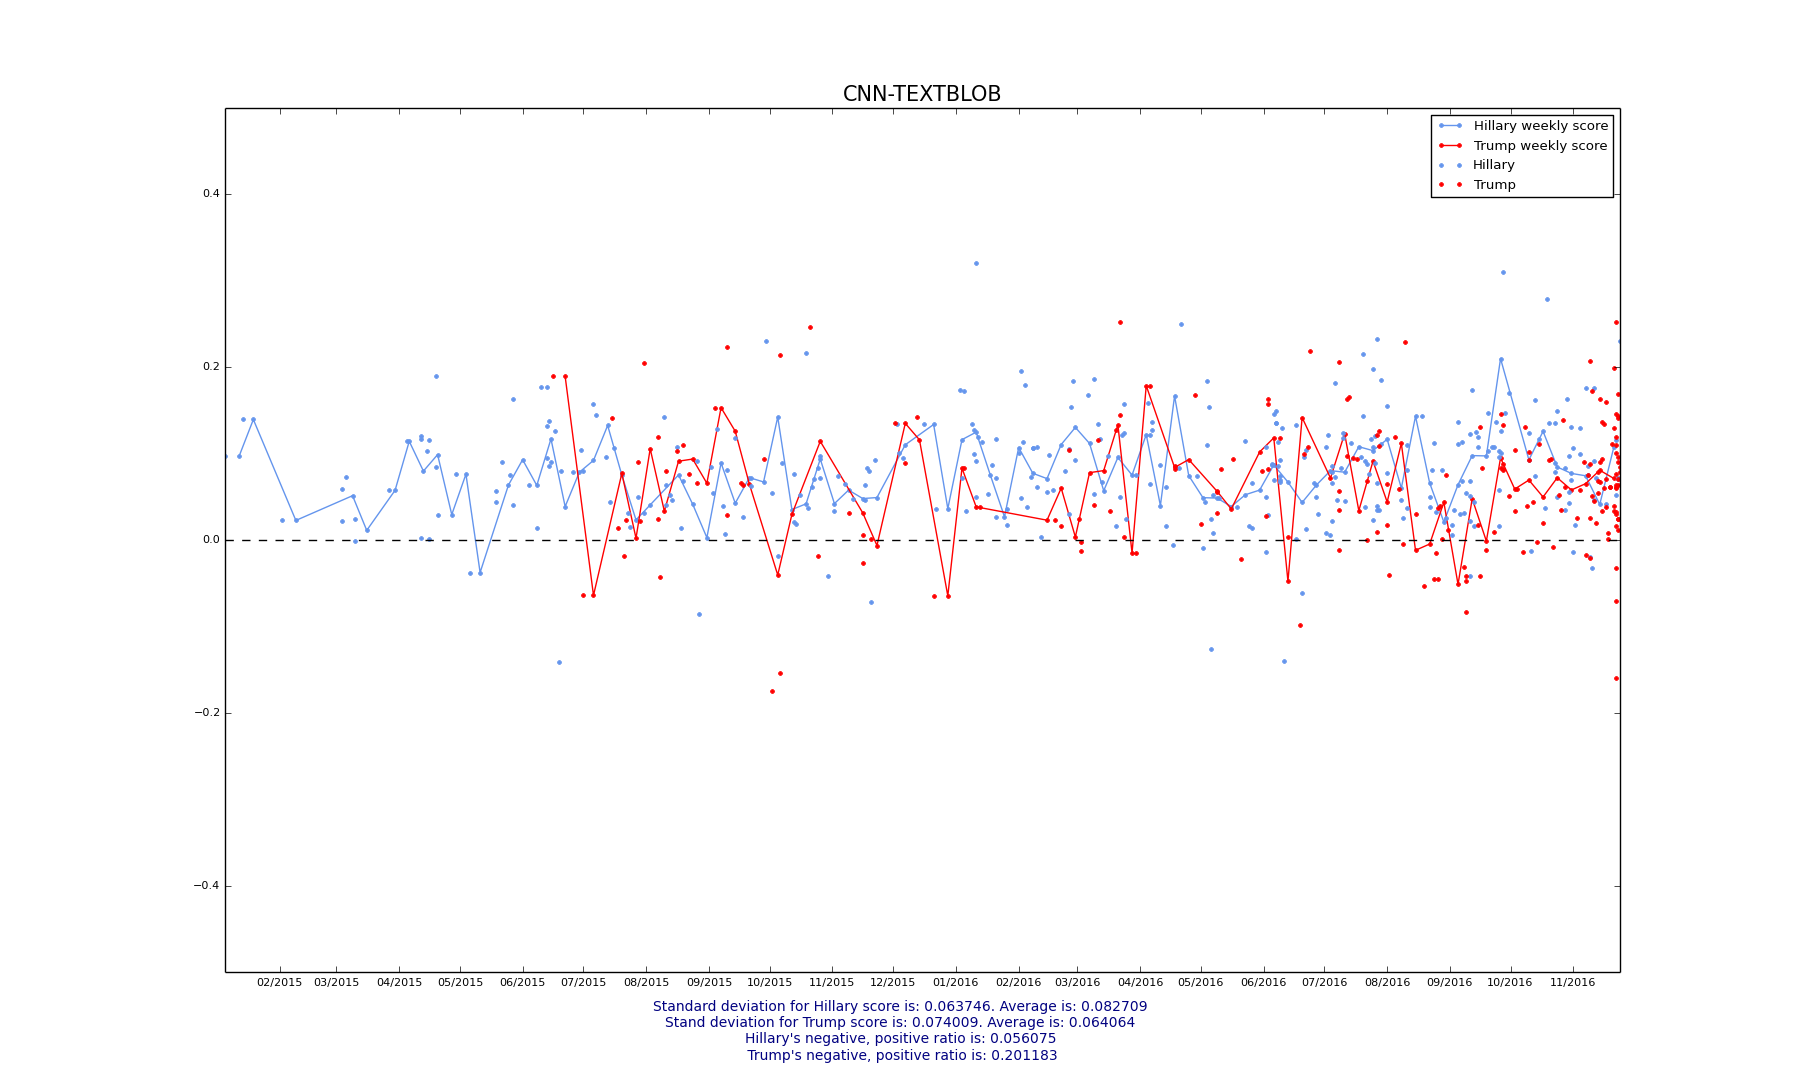 CNN-TEXTBLOB
Hillary weekly score
Trump weekly score
Hillary
Trump
0.4
0.2
0.0
−0.2
−0.4
02/2015 03/2015 04/2015 05/2015 06/2015 07/2015 08/2015 09/2015 10/2015 11/2015 12/2015 01/2016 02/2016 03/2016 04/2016 05/2016 06/2016 07/2016 08/2016 09/2016 10/2016 11/2016
Standard deviation for Hillary score is: 0.063746. Average is: 0.082709
Stand deviation for Trump score is: 0.074009. Average is: 0.064064
Hillary's negative, positive ratio is: 0.056075
Trump's negative, positive ratio is: 0.201183